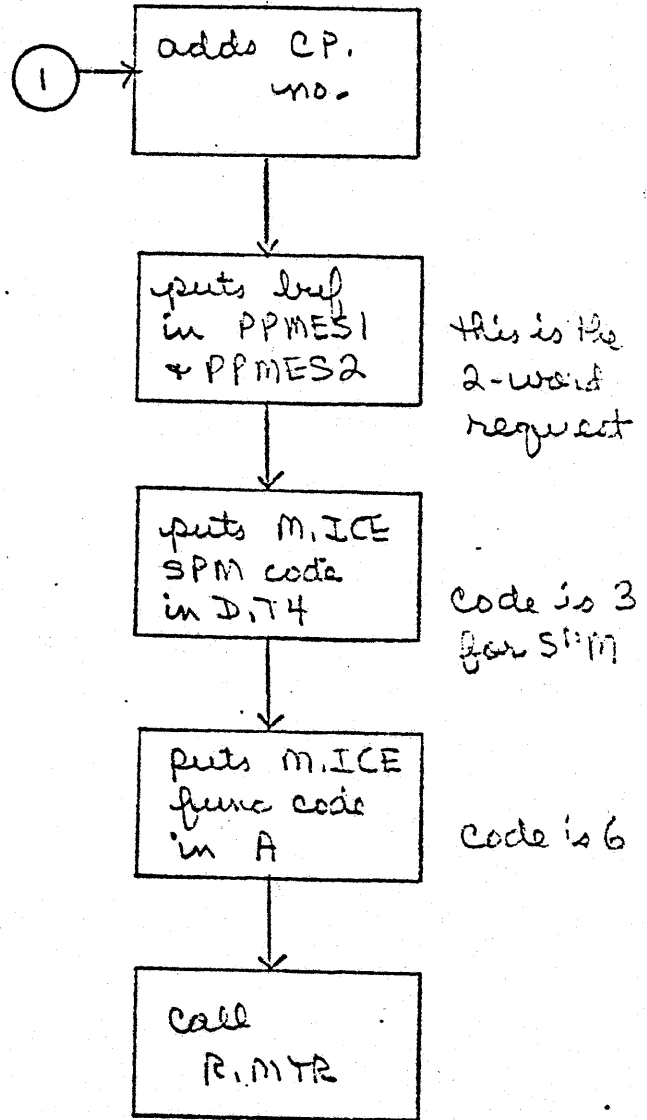 1
adds CP.
no.
puts buf
in PPMES1
& PPMES2
this is the
2-word
request
puts M.ICE
SPM code
in D.T4
code is 3
for SPM
puts M.ICE
func code
in A
code is 6
call
R.MTR